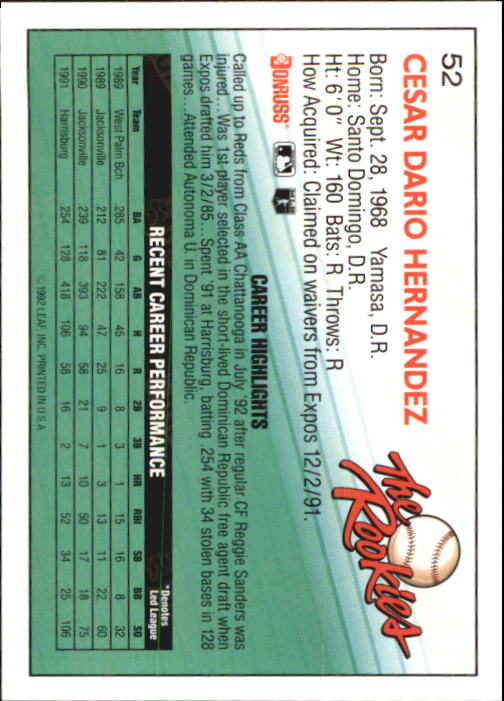 52
CESAR DARIO HERNANDEZ
Born: Sept. 28, 1968 Yamasa, D.R.
Home: Santo Domingo, D.R.
Ht: 6'0" Wt: 160 Bats: R Throws: R
How Acquired: Claimed on waivers from Expos 12/2/91.
The Rookies
DONRUSS
CAREER HIGHLIGHTS
Called up to Reds from Class AA Chattanooga in July '92 after regular CF Reggie Sanders was
injured...Was 1st player selected in the short-lived Dominican Republic free agent draft when
Expos drafted him 3/2/85...Spent '91 at Harrisburg, batting .254 with 34 stolen bases in 128
games...Attended Autonoma U. in Dominican Republic.
RECENT CAREER PERFORMANCE
*Denotes
Led League
Year Team BA G AB H R 2B 3B HR RBI SB BB SO
1989 West Palm Bch .285 42 158 45 16 8 3 1 15 16 8 32
1989 Jacksonville .212 81 222 47 25 9 1 3 13 11 22 60
1990 Jacksonville .239 118 393 94 58 21 7 10 50 17 18 75
1991 Harrisburg .254 128 418 106 58 16 2 13 52 34 25 106
©1992 LEAF, INC. PRINTED IN U.S.A.